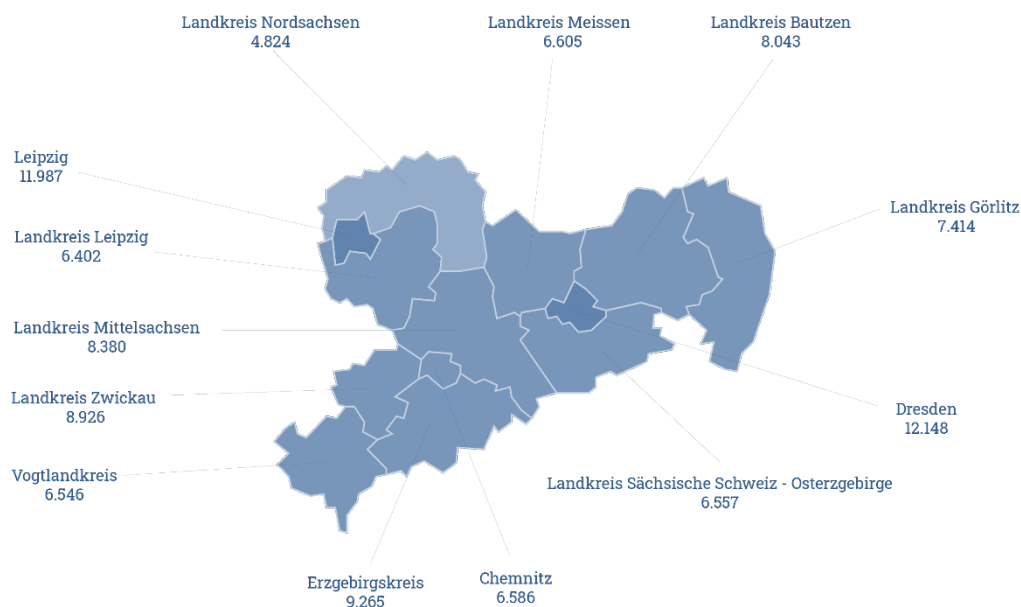 Landkreis Nordsachsen
4.824
Landkreis Meissen
6.605
Landkreis Bautzen
8.043
Leipzig
11.987
Landkreis Görlitz
7.414
Landkreis Leipzig
6.402
Landkreis Mittelsachsen
8.380
Landkreis Zwickau
8.926
Dresden
12.148
Vogtlandkreis
6.546
Landkreis Sächsische Schweiz - Osterzgebirge
6.557
Erzgebirgskreis
9.265
Chemnitz
6.586